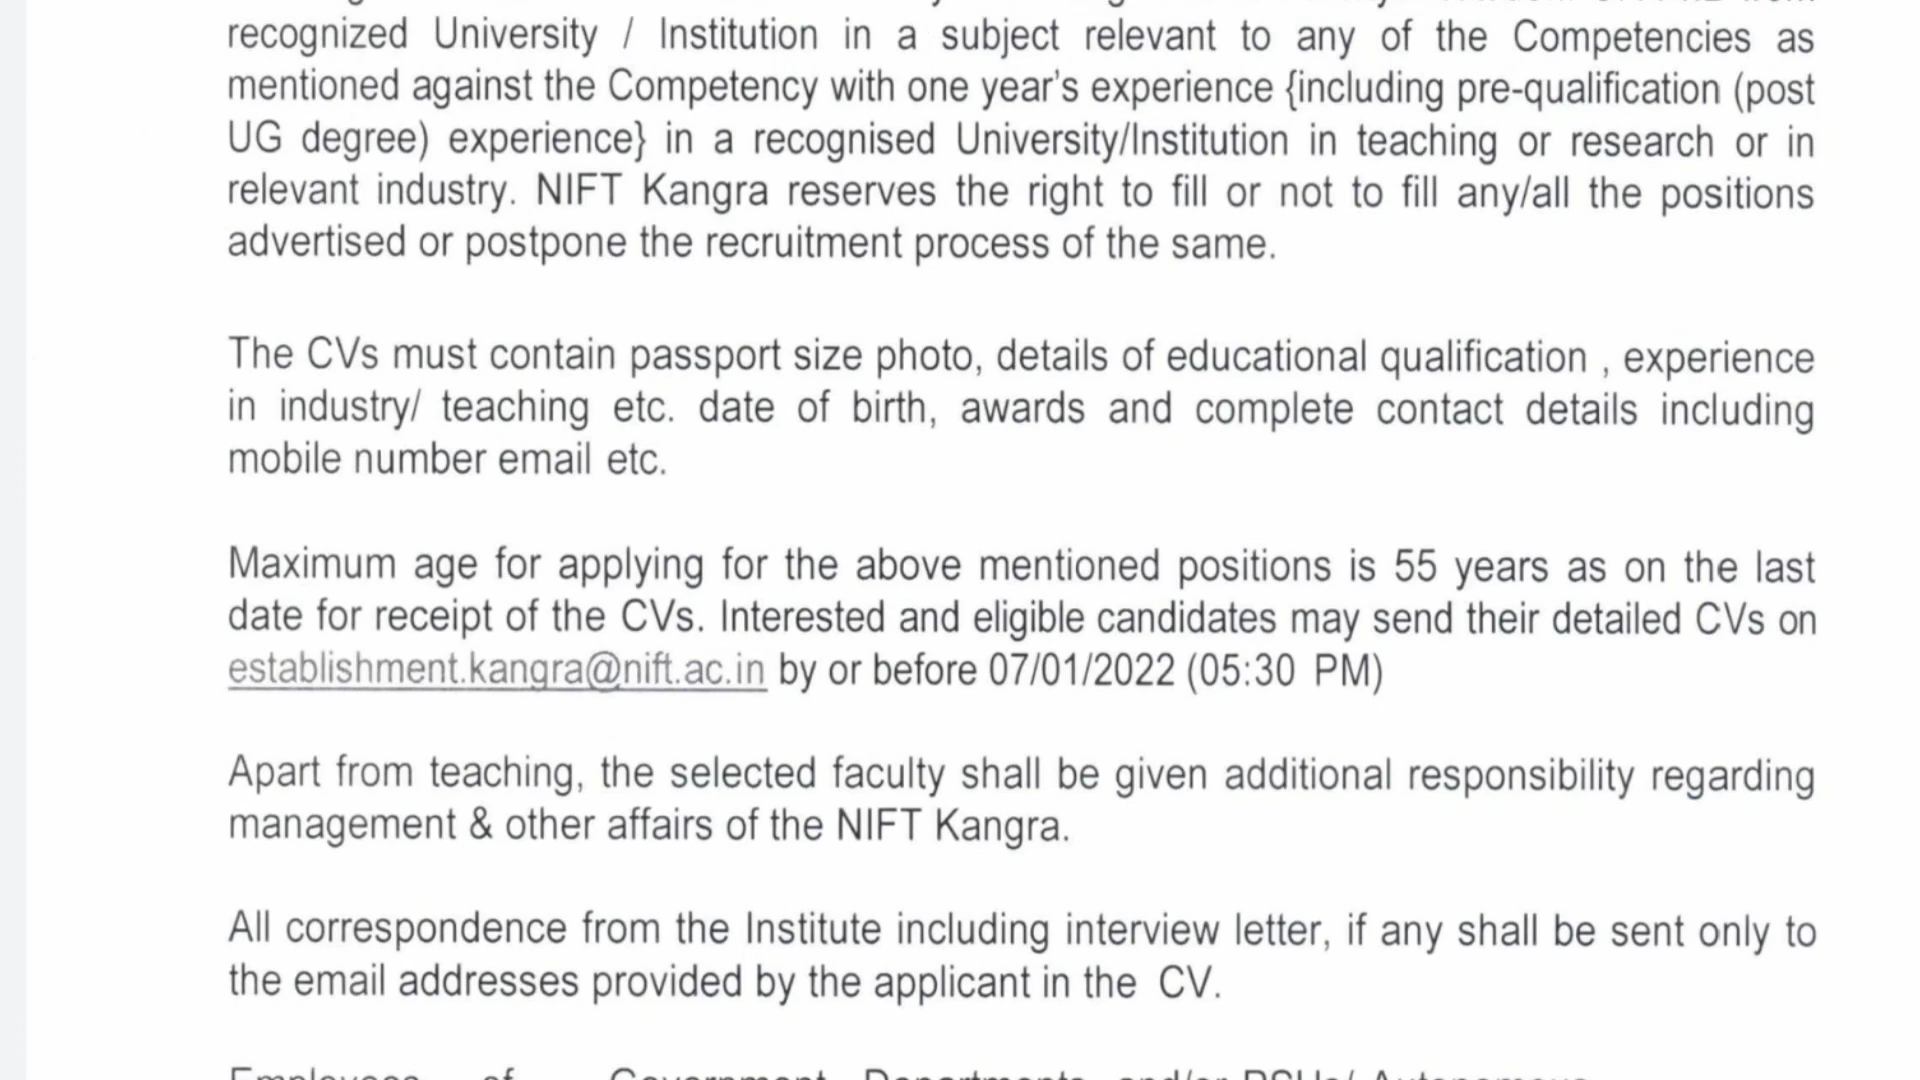 recognized University / Institution in a subject relevant to any of the Competencies as
mentioned against the Competency with one year's experience {including pre-qualification (post
UG degree) experience} in a recognised University/Institution in teaching or research or in
relevant industry. NIFT Kangra reserves the right to fill or not to fill any/all the positions
advertised or postpone the recruitment process of the same.
The CVs must contain passport size photo, details of educational qualification , experience
in industry/ teaching etc. date of birth, awards and complete contact details including
mobile number email etc.
Maximum age for applying for the above mentioned positions is 55 years as on the last
date for receipt of the CVs. Interested and eligible candidates may send their detailed CVs on
establishment.kangra@nift.ac.in by or before 07/01/2022 (05:30 PM)
Apart from teaching, the selected faculty shall be given additional responsibility regarding
management & other affairs of the NIFT Kangra.
All correspondence from the Institute including interview letter, if any shall be sent only to
the email addresses provided by the applicant in the CV.
Employees of Government Departments and/or PSUs/ Autonomous